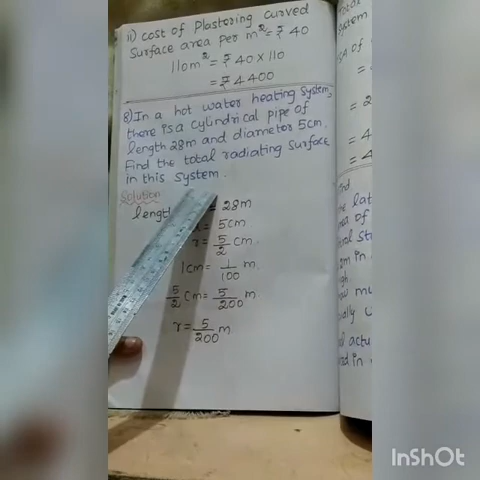 ii) Cost of Plastering Curved
Surface area per m² = ₹ 40
110m² = ₹ 40 × 110
= ₹ 4400
8) In a hot water heating system,
there is a cylindrical pipe of
length 28m and diameter 5cm.
Find the total radiating surface
in this system.
Solution
length = 28m
= 5cm
r = 5/2 cm.
1cm = 1/100 m.
5/2 cm = 5/200 m
r = 5/200 m
InShOt